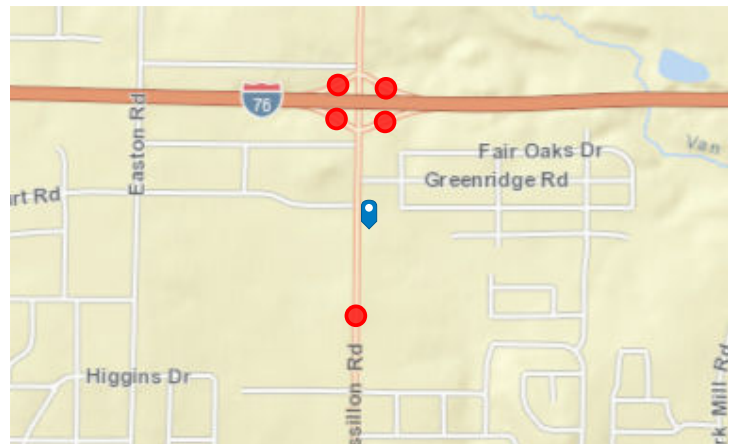 76
Easton Rd
Fair Oaks Dr
Van
Greenridge Rd
rt Rd
Higgins Dr
ssillon Rd
rk Mill Rd